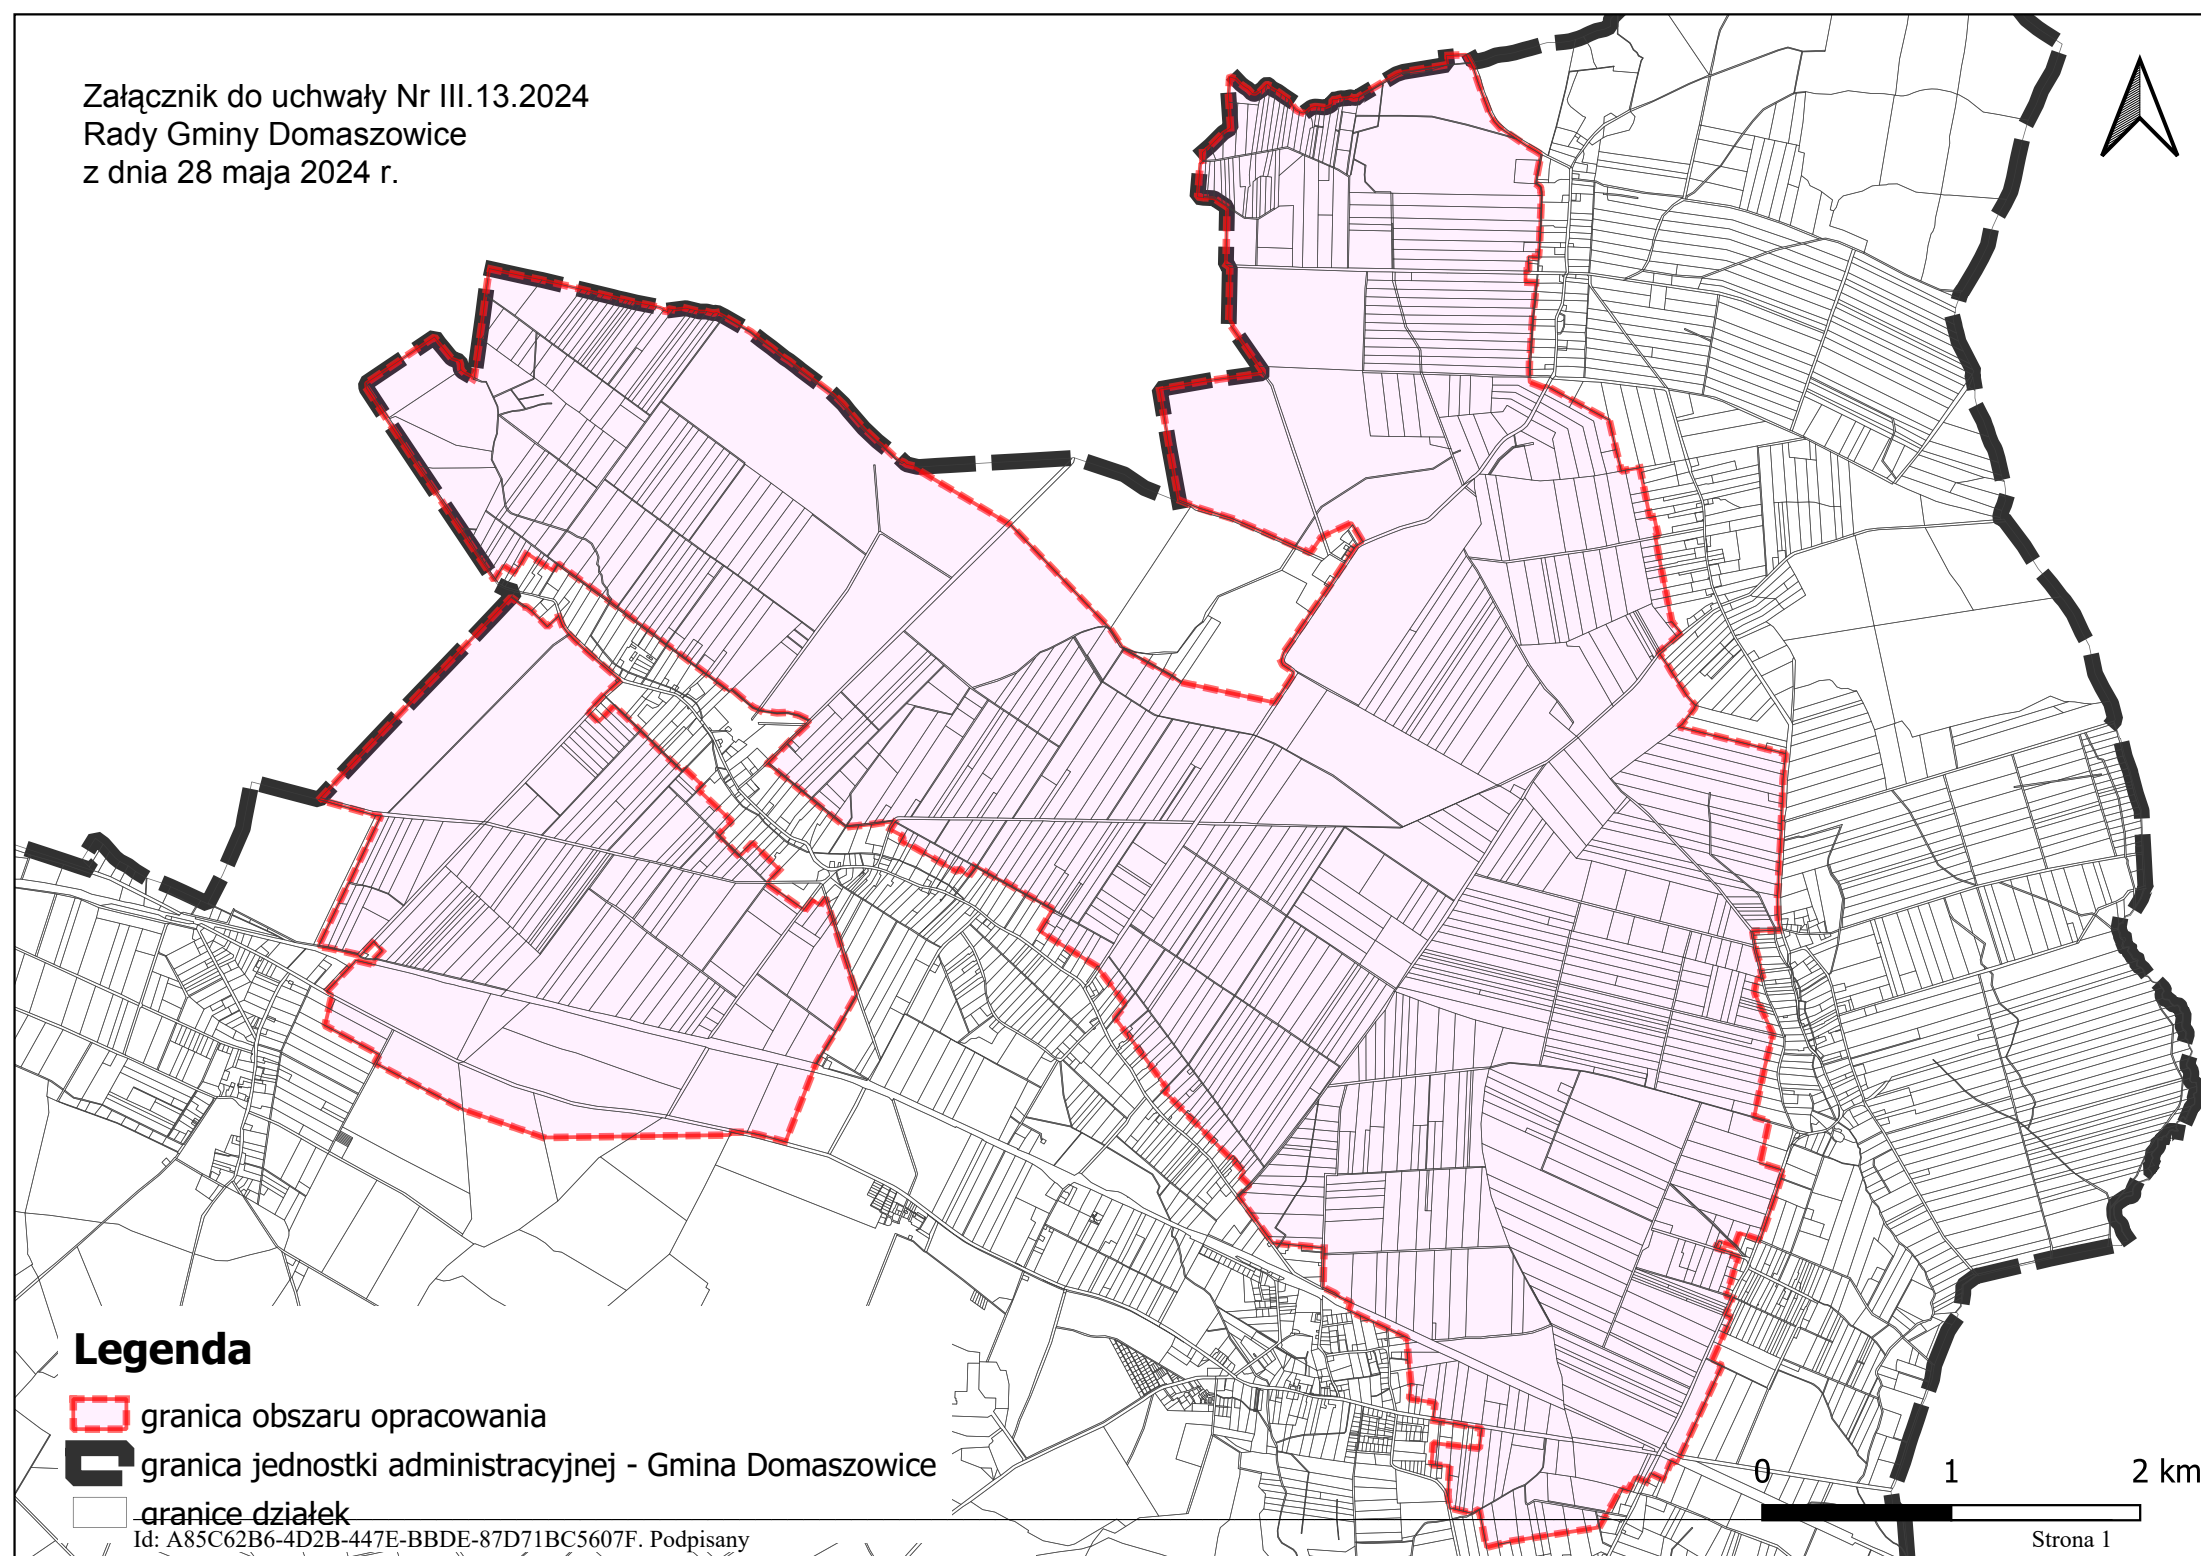 Załącznik do uchwały Nr III.13.2024
Rady Gminy Domaszowice
z dnia 28 maja 2024 r.
Legenda
granica obszaru opracowania
granica jednostki administracyjnej - Gmina Domaszowice
granice działek
0 1 2 km
Id: A85C62B6-4D2B-447E-BBDE-87D71BC5607F. Podpisany
Strona 1